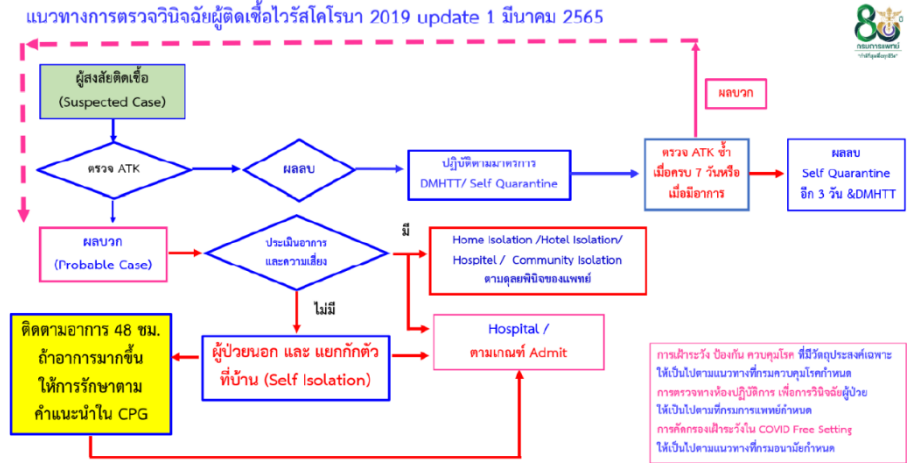 แนวทางการตรวจวินิจฉัยผู้ติดเชื้อไวรัสโคโรนา 2019 update 1 มีนาคม 2565
80 ปี
กรมการแพทย์
ผู้สงสัยติดเชื้อ
(Suspected Case)
ผลบวก
ตรวจ ATK
ผลลบ
ปฏิบัติตามมาตรการ
DMHTT/ Self Quarantine
ตรวจ ATK ซ้ำ
เมื่อครบ 7 วันหรือ
เมื่อมีอาการ
ผลลบ
Self Quarantine
อีก 3 วัน &DMHTT
ผลบวก
(Probable Case)
ประเมินอาการ
และความเสี่ยง
มี
Home Isolation /Hotel Isolation/
Hospitel / Community Isolation
ตามดุลยพินิจของแพทย์
ไม่มี
ติดตามอาการ 48 ชม.
ถ้าอาการมากขึ้น
ให้การรักษาตาม
คำแนะนำใน CPG
ผู้ป่วยนอก และ แยกกักตัว
ที่บ้าน (Self Isolation)
Hospital /
ตามเกณฑ์ Admit
การเฝ้าระวัง ป้องกัน ควบคุมโรค ที่มีวัตถุประสงค์เฉพาะ
ให้เป็นไปตามแนวทางที่กรมควบคุมโรคกำหนด
การตรวจทางห้องปฏิบัติการ เพื่อการวินิจฉัยผู้ป่วย
ให้เป็นไปตามที่กรมการแพทย์กำหนด
การคัดกรองเฝ้าระวังใน COVID Free Setting
ให้เป็นไปตามแนวทางที่กรมอนามัยกำหนด